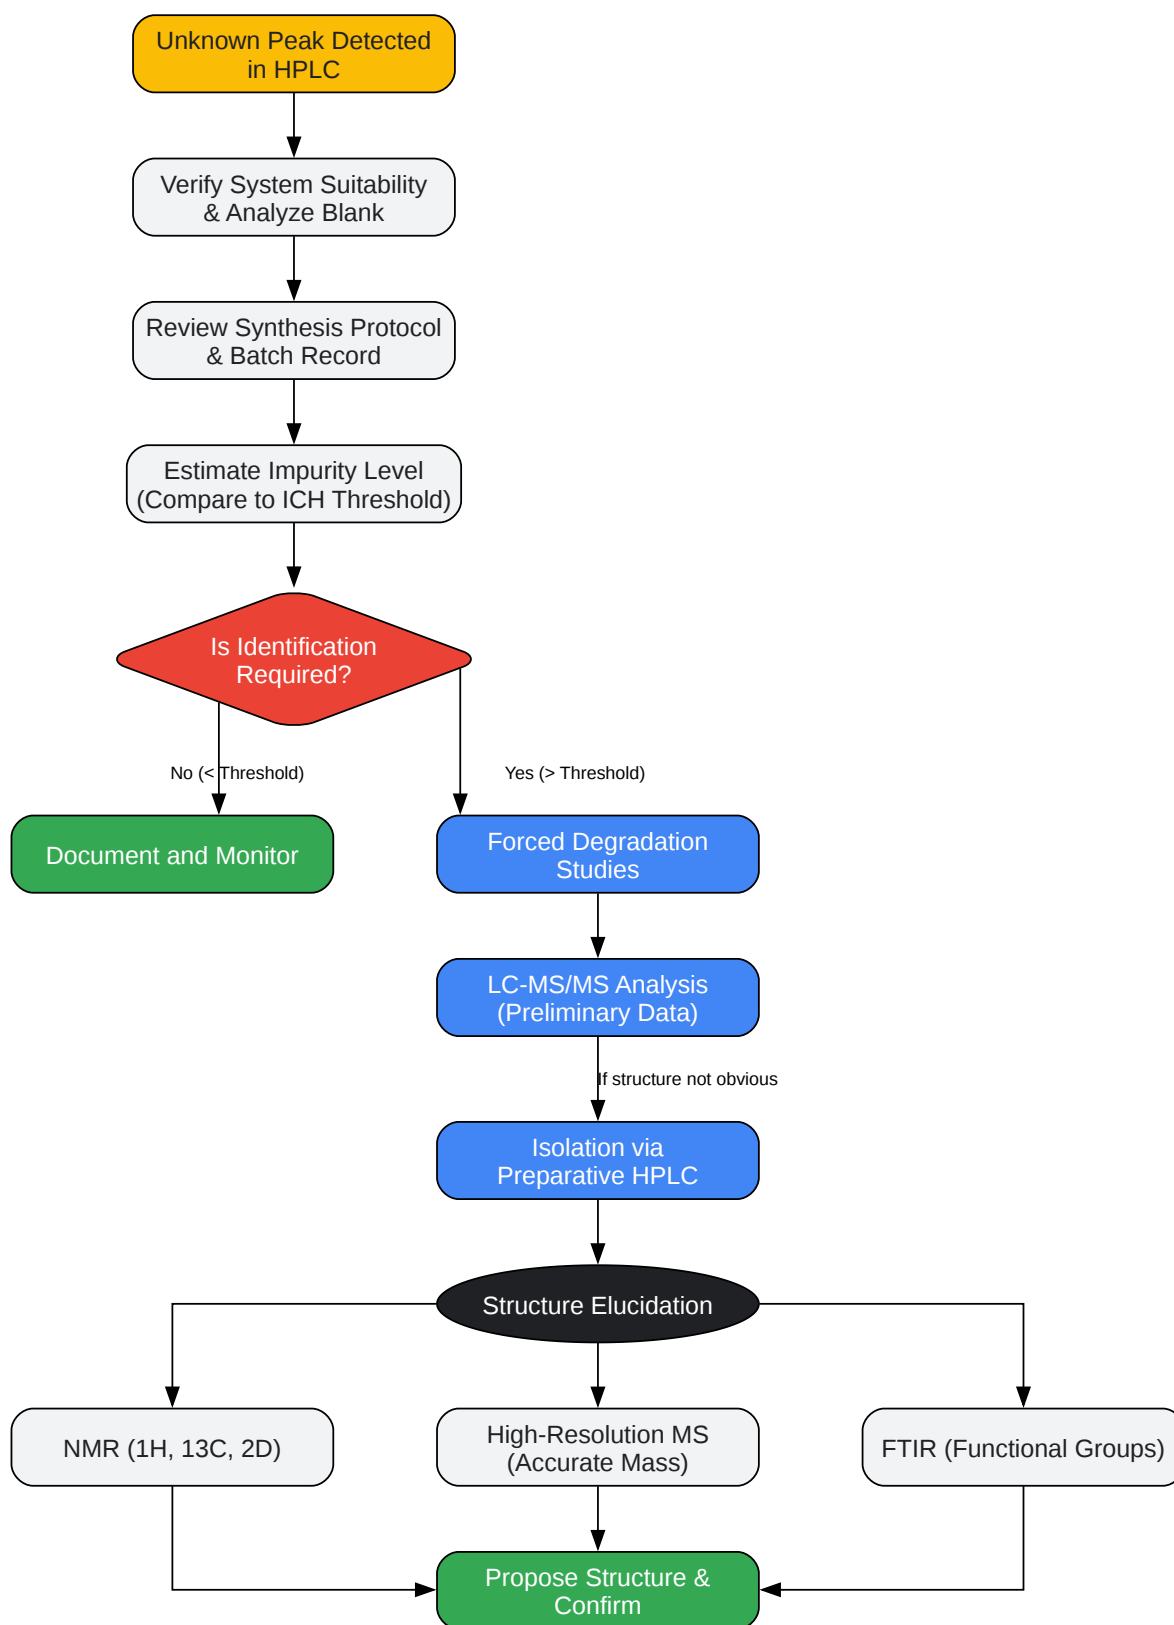 Unknown Peak Detected
in HPLC
Verify System Suitability
& Analyze Blank
Review Synthesis Protocol
& Batch Record
Estimate Impurity Level
(Compare to ICH Threshold)
Is Identification
Required?
No (< Threshold)
Yes (> Threshold)
Document and Monitor
Forced Degradation
Studies
LC-MS/MS Analysis
(Preliminary Data)
If structure not obvious
Isolation via
Preparative HPLC
Structure Elucidation
NMR (1H, 13C, 2D)
High-Resolution MS
(Accurate Mass)
FTIR (Functional Groups)
Propose Structure &
Confirm